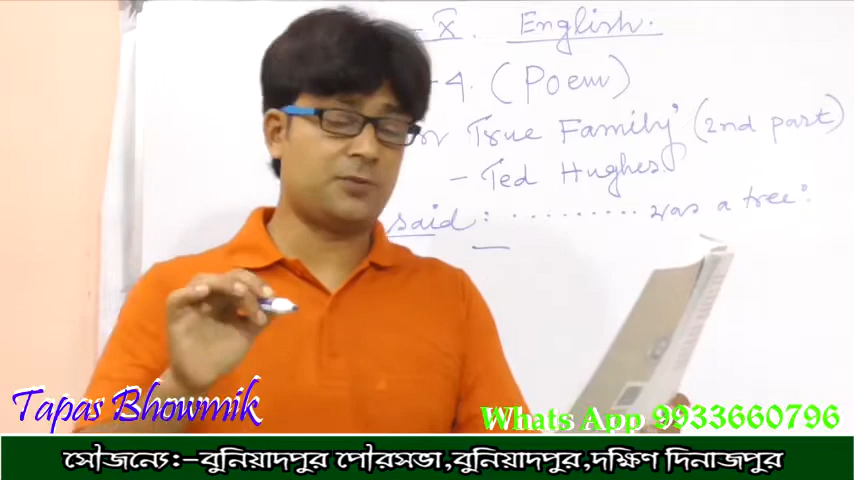 X. English.
4. (Poem)
True Family' (2nd part)
- Ted Hughes.
said : .......... was a tree:
Tapas Bhowmik
Whats App 9933660796
সৌজন্যে:-বুনিয়াদপুর পৌরসভা,বুনিয়াদপুর,দক্ষিণ দিনাজপুর